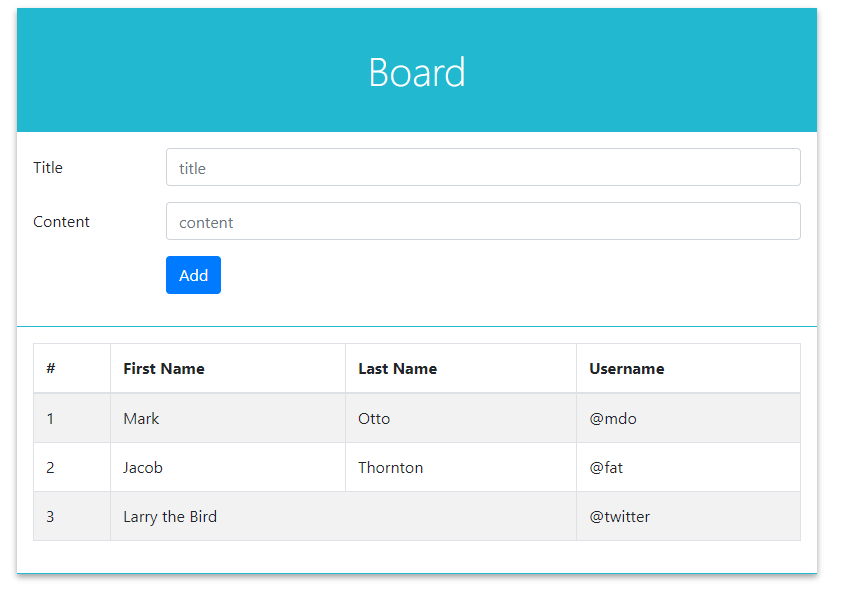 Board
Title title
Content content
Add
# First Name Last Name Username
1 Mark Otto @mdo
2 Jacob Thornton @fat
3 Larry the Bird @twitter